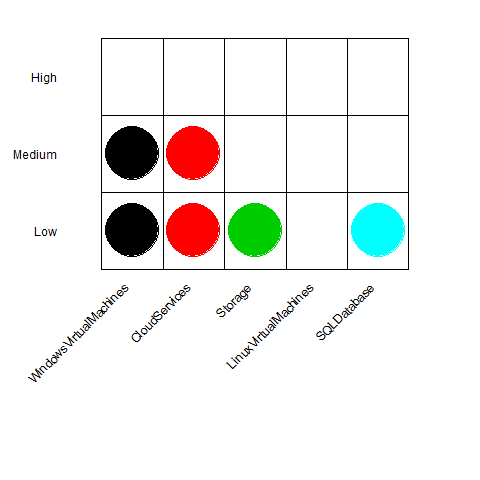 High
Medium
Low
WindowsVirtualMachines
CloudServices
Storage
LinuxVirtualMachines
SQLDatabase